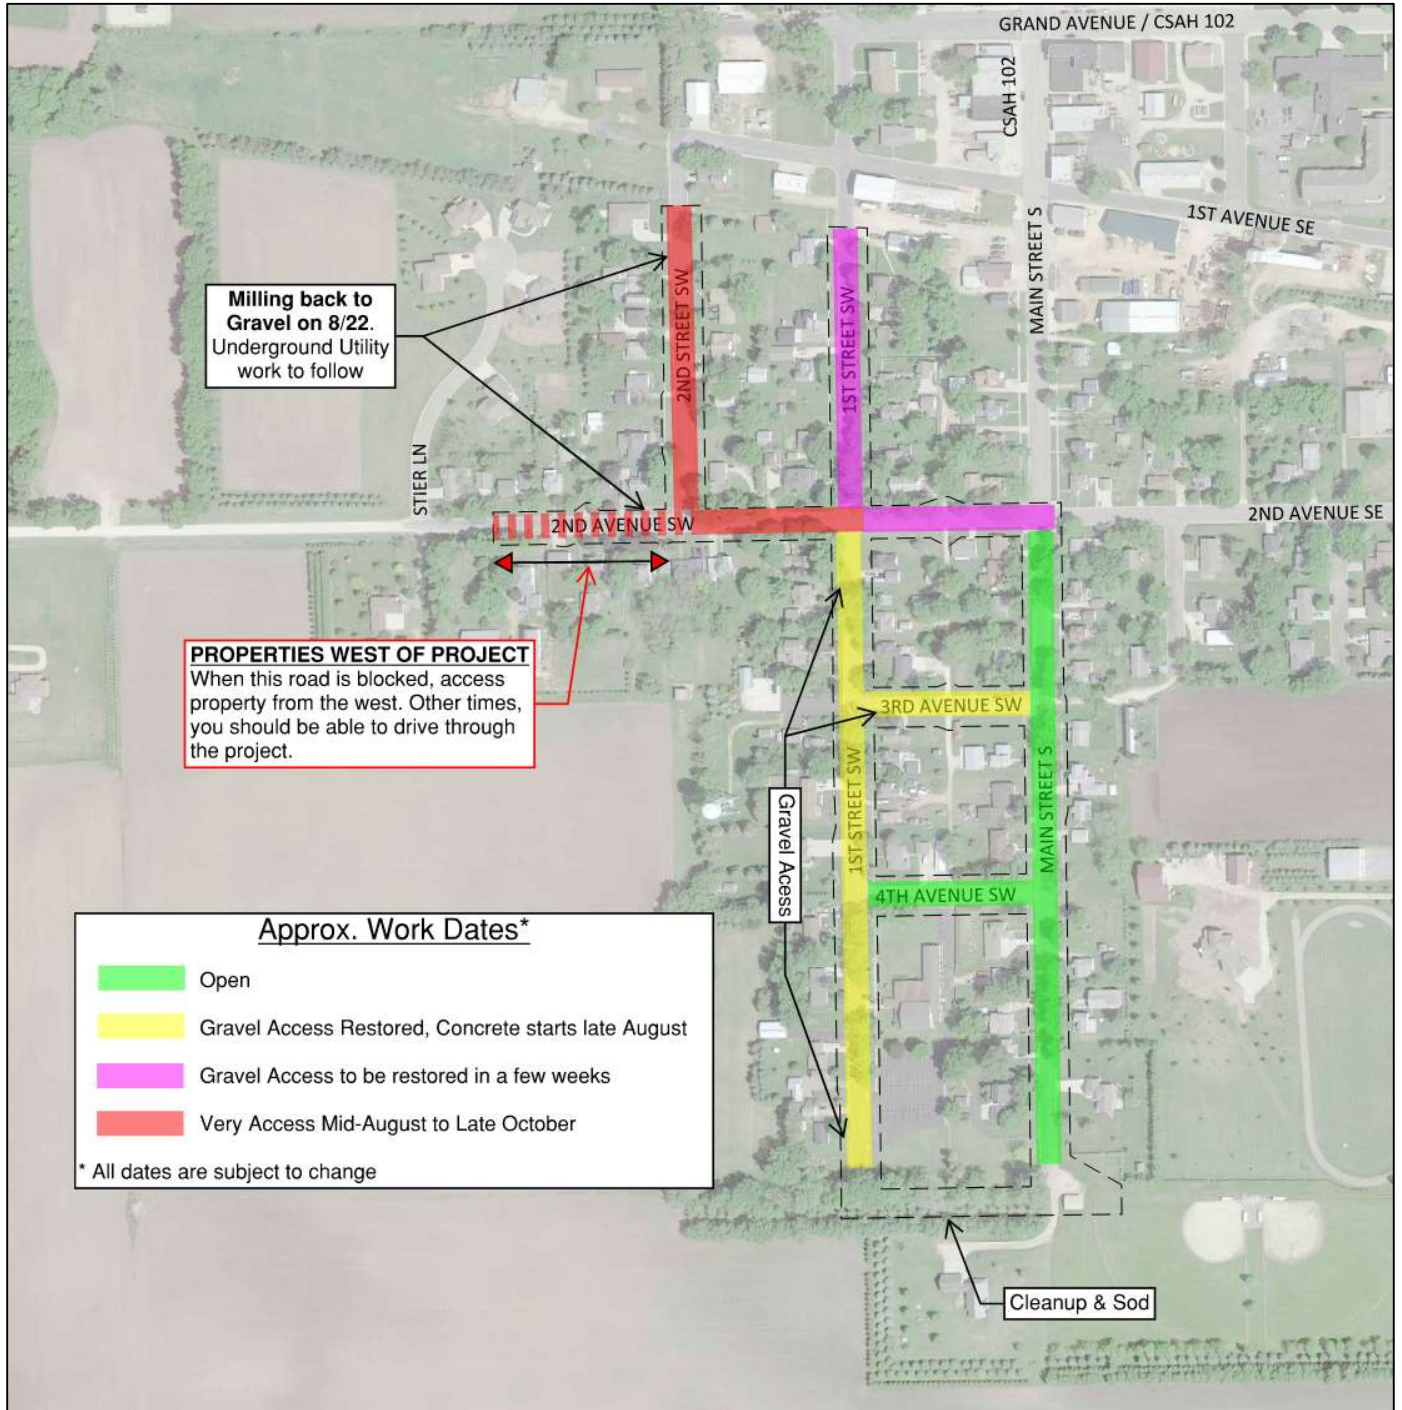 GRAND AVENUE / CSAH 102
CSAH 102
1ST AVENUE SE
MAIN STREET S
Milling back to
Gravel on 8/22.
Underground Utility
work to follow
2ND STREET SW
1ST STREET SW
STIER LN
2ND AVENUE SW
2ND AVENUE SE
PROPERTIES WEST OF PROJECT
When this road is blocked, access
property from the west. Other times,
you should be able to drive through
the project.
3RD AVENUE SW
1ST STREET SW
MAIN STREET S
Gravel Acess
4TH AVENUE SW
Approx. Work Dates*
Open
Gravel Access Restored, Concrete starts late August
Gravel Access to be restored in a few weeks
Very Access Mid-August to Late October
* All dates are subject to change
Cleanup & Sod